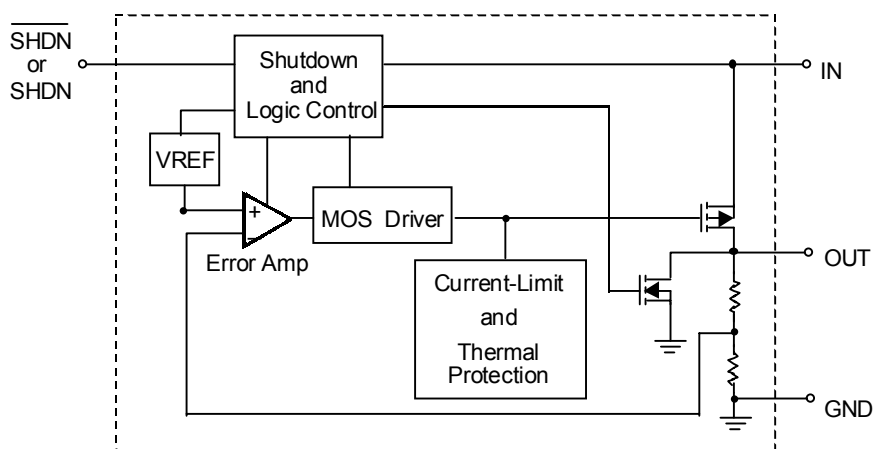 SHDN
or
SHDN
Shutdown
and
Logic Control
IN
VREF
+
−
MOS Driver
Error Amp
OUT
Current-Limit
and
Thermal
Protection
GND